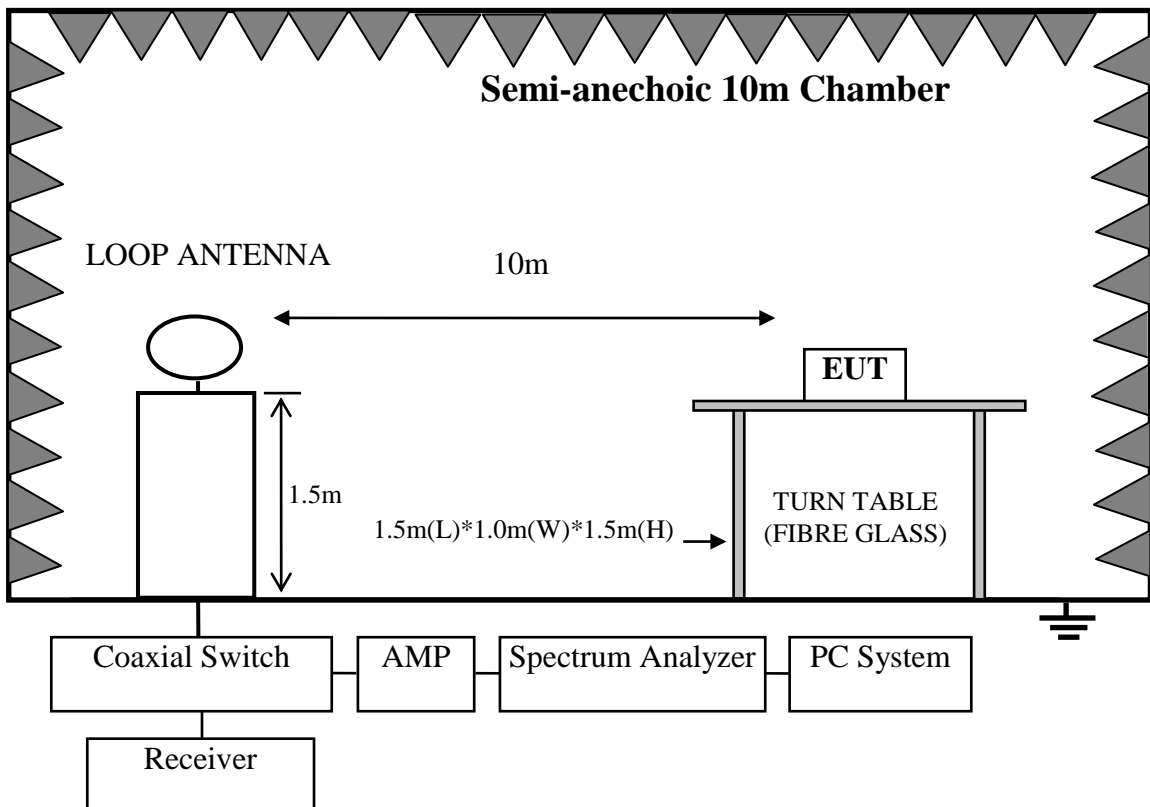 Semi-anechoic 10m Chamber
LOOP ANTENNA
10m
EUT
1.5m
TURN TABLE
(FIBRE GLASS)
1.5m(L)*1.0m(W)*1.5m(H)
Coaxial Switch
AMP
Spectrum Analyzer
PC System
Receiver